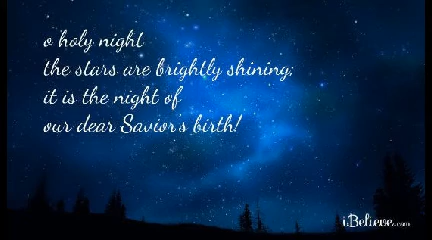 o holy night
the stars are brightly shining;
it is the night of
our dear Savior's birth!
iBelieve.com